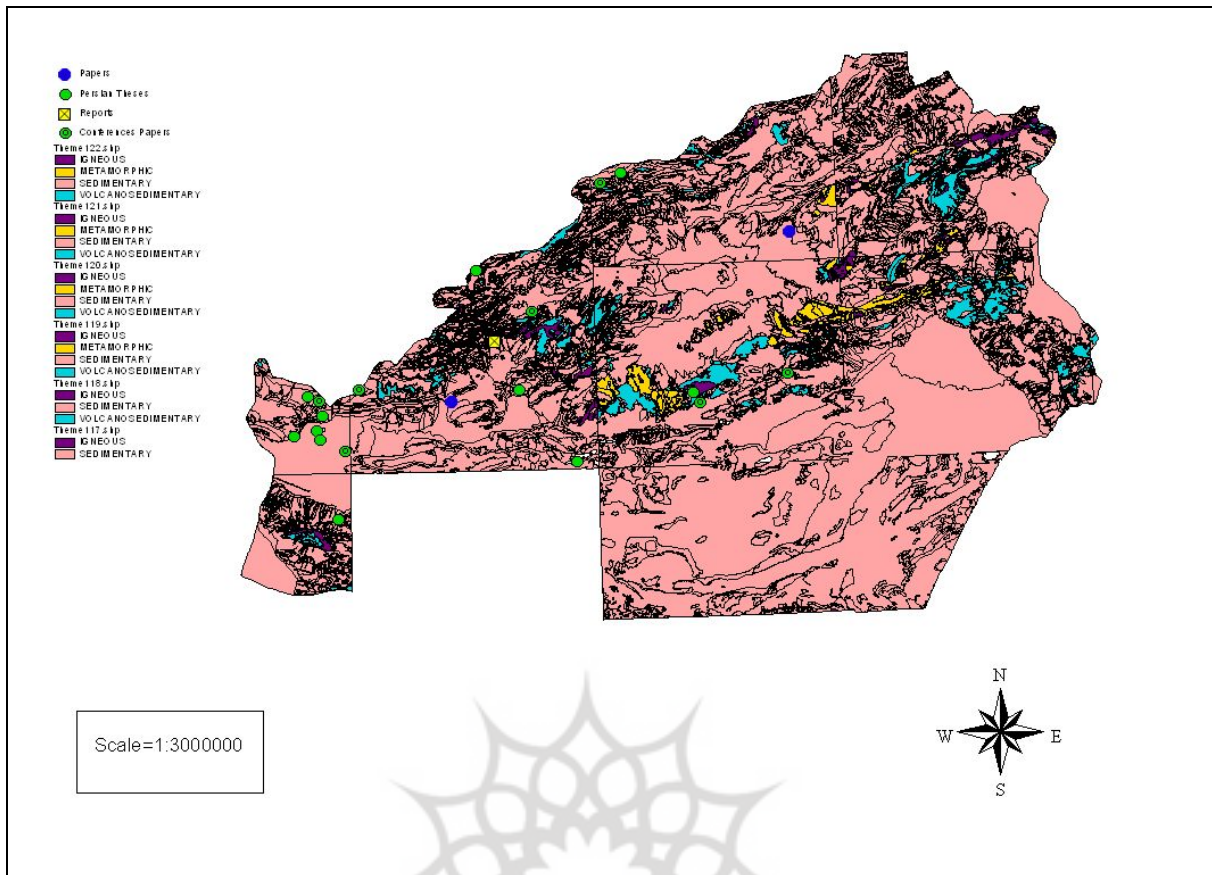 Papers
Persian Theses
Reports
Conferences Papers
Theme122.shp
IGNEOUS
METAMORPHIC
SEDIMENTARY
VOLCANOSEDIMENTARY
Theme121.shp
IGNEOUS
METAMORPHIC
SEDIMENTARY
VOLCANOSEDIMENTARY
Theme120.shp
IGNEOUS
METAMORPHIC
SEDIMENTARY
VOLCANOSEDIMENTARY
Theme119.shp
IGNEOUS
METAMORPHIC
SEDIMENTARY
VOLCANOSEDIMENTARY
Theme118.shp
IGNEOUS
SEDIMENTARY
VOLCANOSEDIMENTARY
Theme117.shp
IGNEOUS
SEDIMENTARY
Scale=1:3000000
N
W E
S